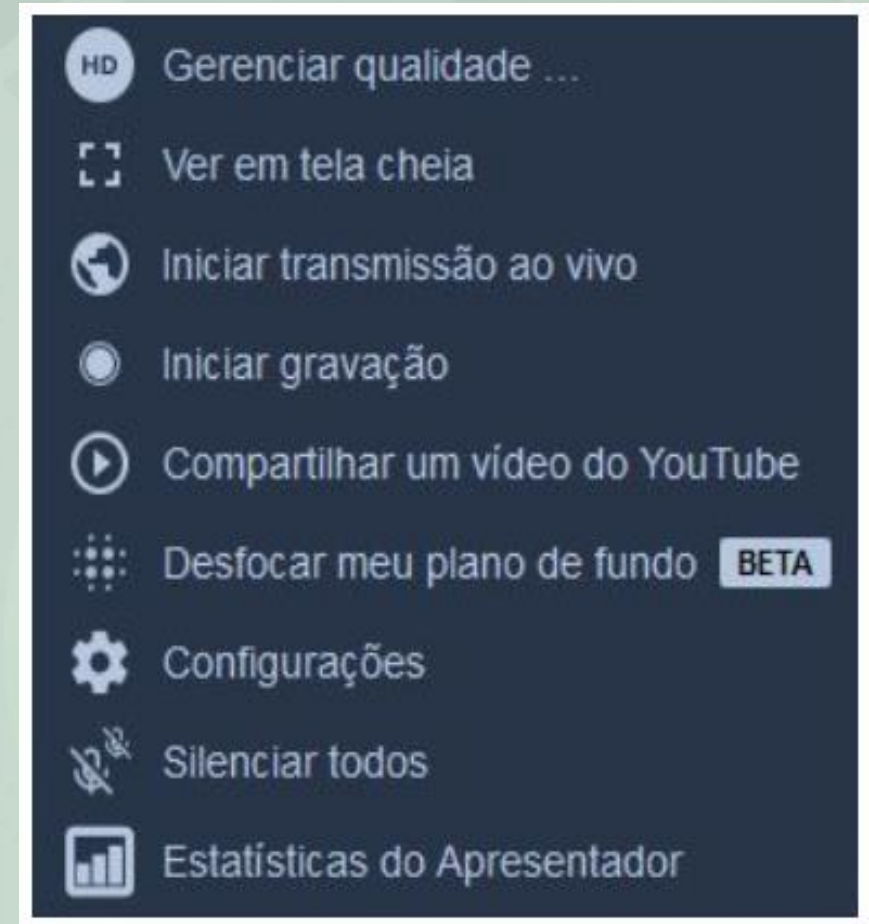 HD Gerenciar qualidade ...
Ver em tela cheia
Iniciar transmissão ao vivo
Iniciar gravação
Compartilhar um vídeo do YouTube
Desfocar meu plano de fundo BETA
Configurações
Silenciar todos
Estatísticas do Apresentador